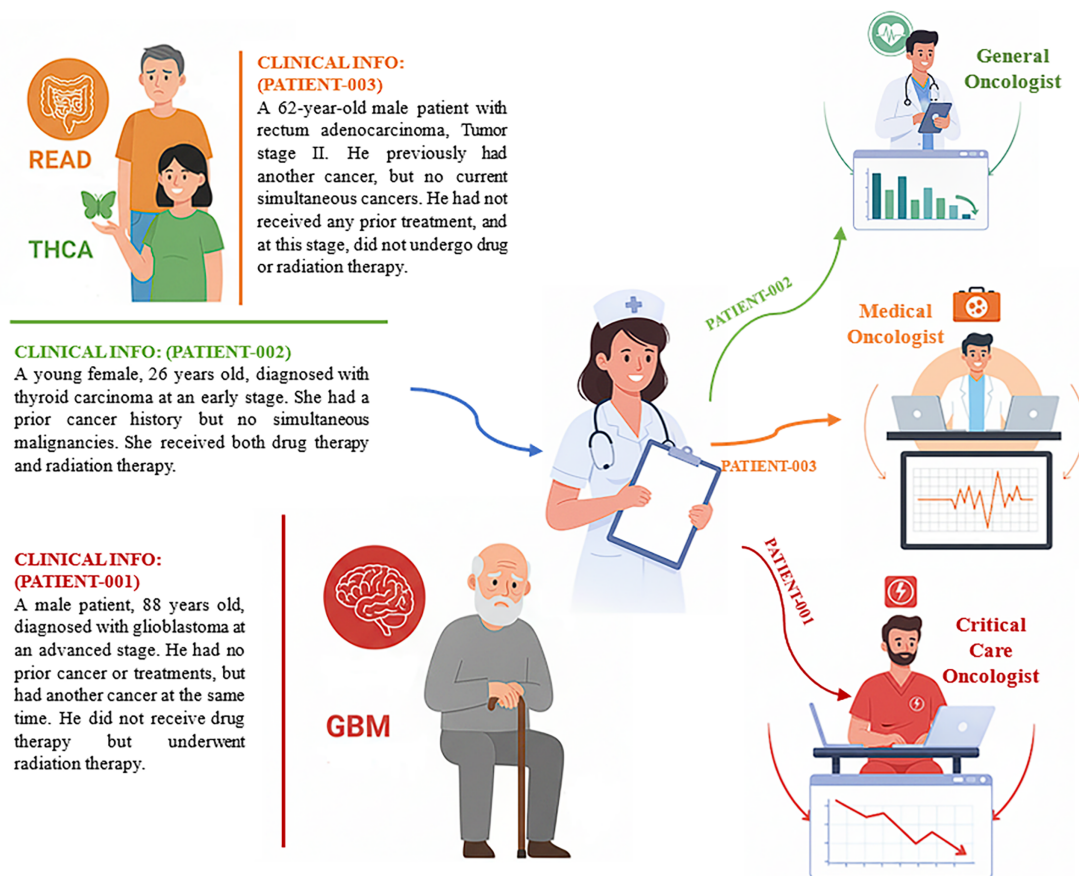 READ
THCA
CLINICAL INFO:
(PATIENT-003)
A 62-year-old male patient with
rectum adenocarcinoma, Tumor
stage II. He previously had
another cancer, but no current
simultaneous cancers. He had not
received any prior treatment, and
at this stage, did not undergo drug
or radiation therapy.
CLINICAL INFO: (PATIENT-002)
A young female, 26 years old, diagnosed with
thyroid carcinoma at an early stage. She had a
prior cancer history but no simultaneous
malignancies. She received both drug therapy
and radiation therapy.
CLINICAL INFO:
(PATIENT-001)
A male patient, 88 years old,
diagnosed with glioblastoma at
an advanced stage. He had no
prior cancer or treatments, but
had another cancer at the same
time. He did not receive drug
therapy but underwent
radiation therapy.
GBM
PATIENT-002
PATIENT-003
PATIENT-001
General
Oncologist
Medical
Oncologist
Critical
Care
Oncologist